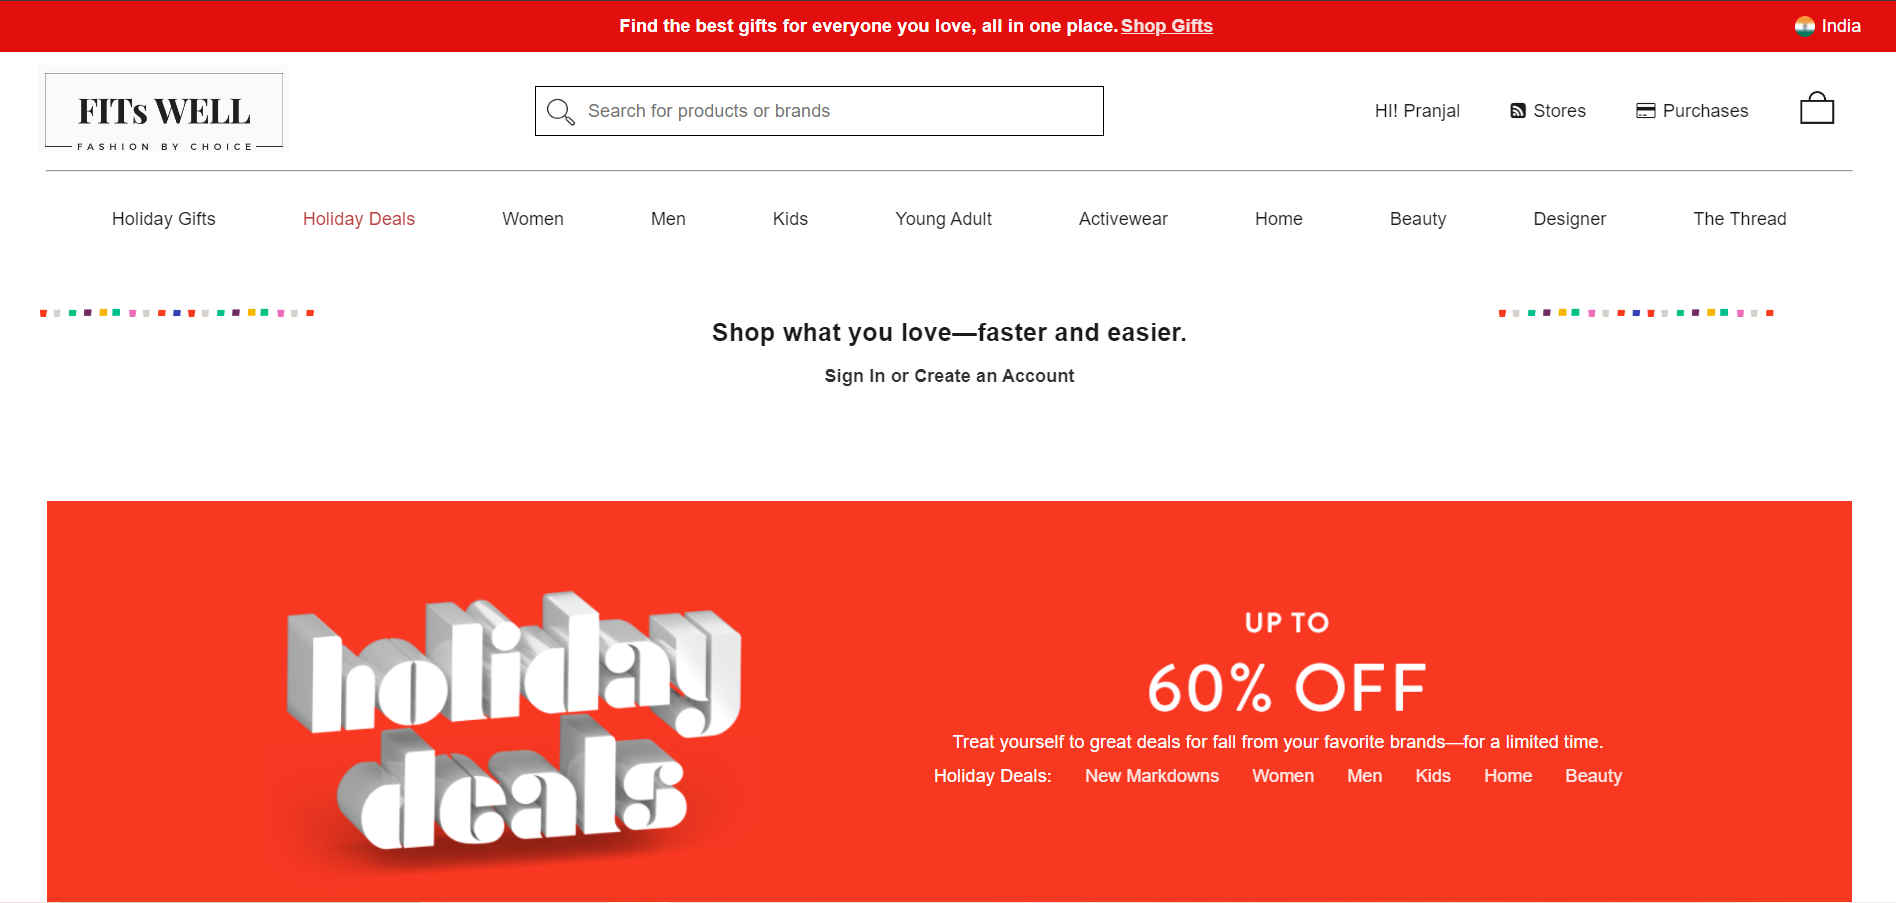 Find the best gifts for everyone you love, all in one place. Shop Gifts
India
FITs WELL
FASHION BY CHOICE
Search for products or brands
HI! Pranjal
Stores
Purchases
Holiday Gifts
Holiday Deals
Women
Men
Kids
Young Adult
Activewear
Home
Beauty
Designer
The Thread
Shop what you love—faster and easier.
Sign In or Create an Account
holiday
deals
UP TO
60% OFF
Treat yourself to great deals for fall from your favorite brands—for a limited time.
Holiday Deals: New Markdowns Women Men Kids Home Beauty